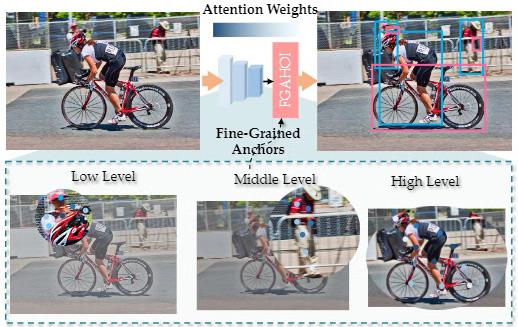 Attention Weights
FGAHOI
Fine-Grained
Anchors
Low Level
Middle Level
High Level